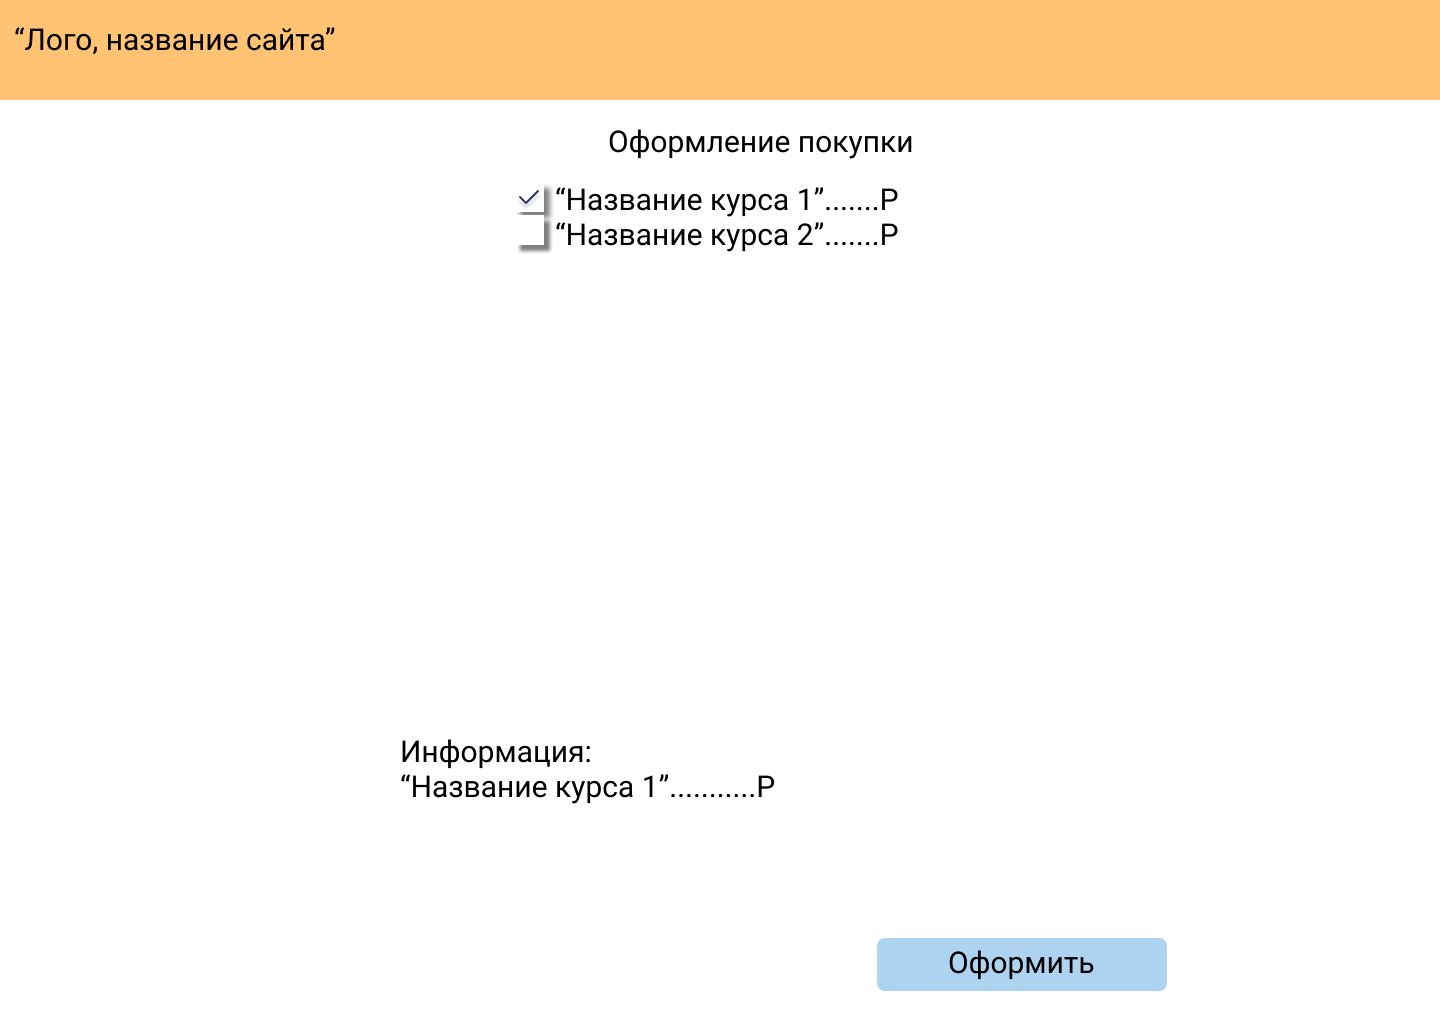 “Лого, название сайта”
Оформление покупки
“Название курса 1”.......Р
“Название курса 2”.......Р
Информация:
“Название курса 1”...........Р
Оформить